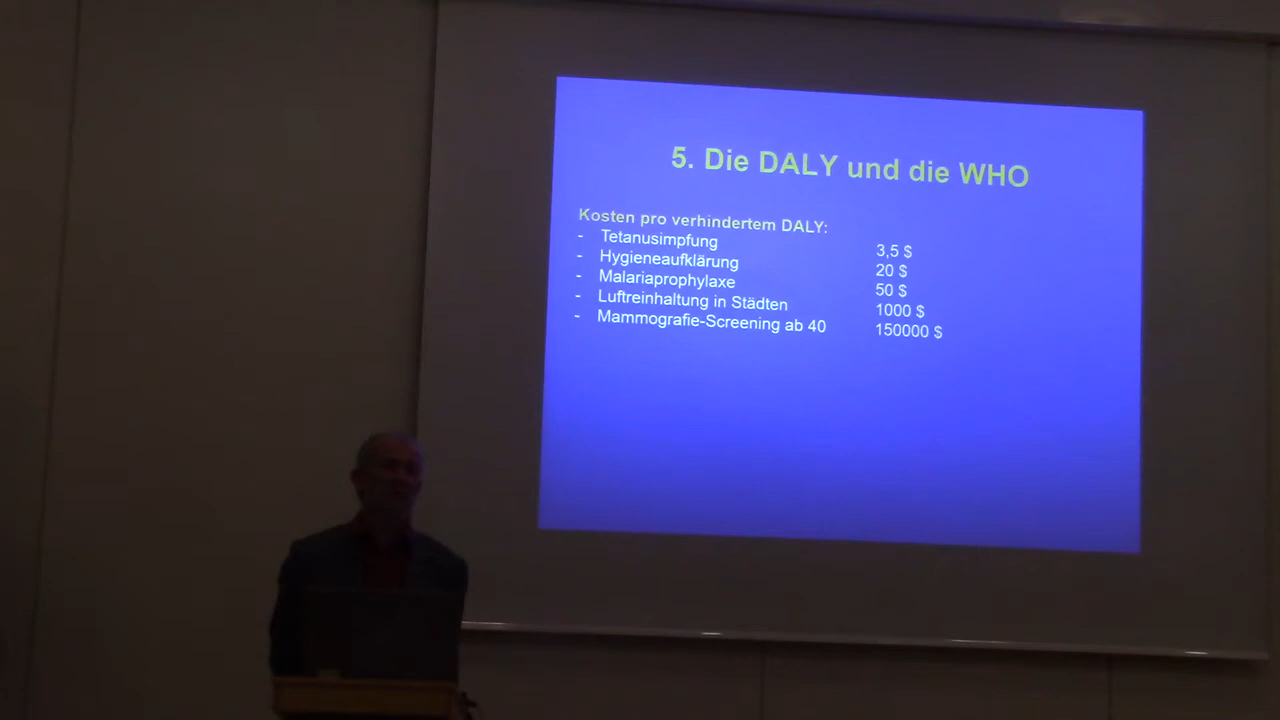 5. Die DALY und die WHO
Kosten pro verhindertem DALY:
- Tetanusimpfung 3,5 $
- Hygieneaufklärung 20 $
- Malariaprophylaxe 50 $
- Luftreinhaltung in Städten 1000 $
- Mammografie-Screening ab 40 150000 $